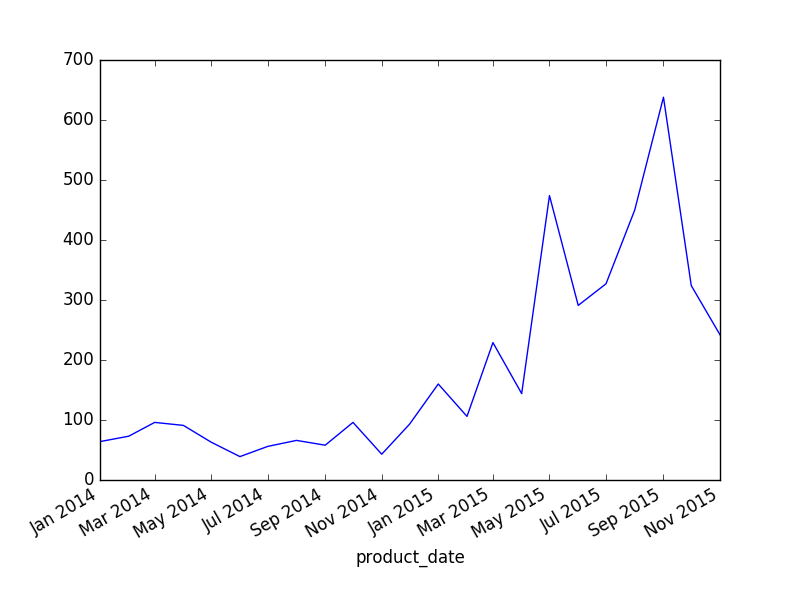 700
600
500
400
300
200
100
0
Jan 2014
Mar 2014
May 2014
Jul 2014
Sep 2014
Nov 2014
Jan 2015
Mar 2015
May 2015
Jul 2015
Sep 2015
Nov 2015
product_date